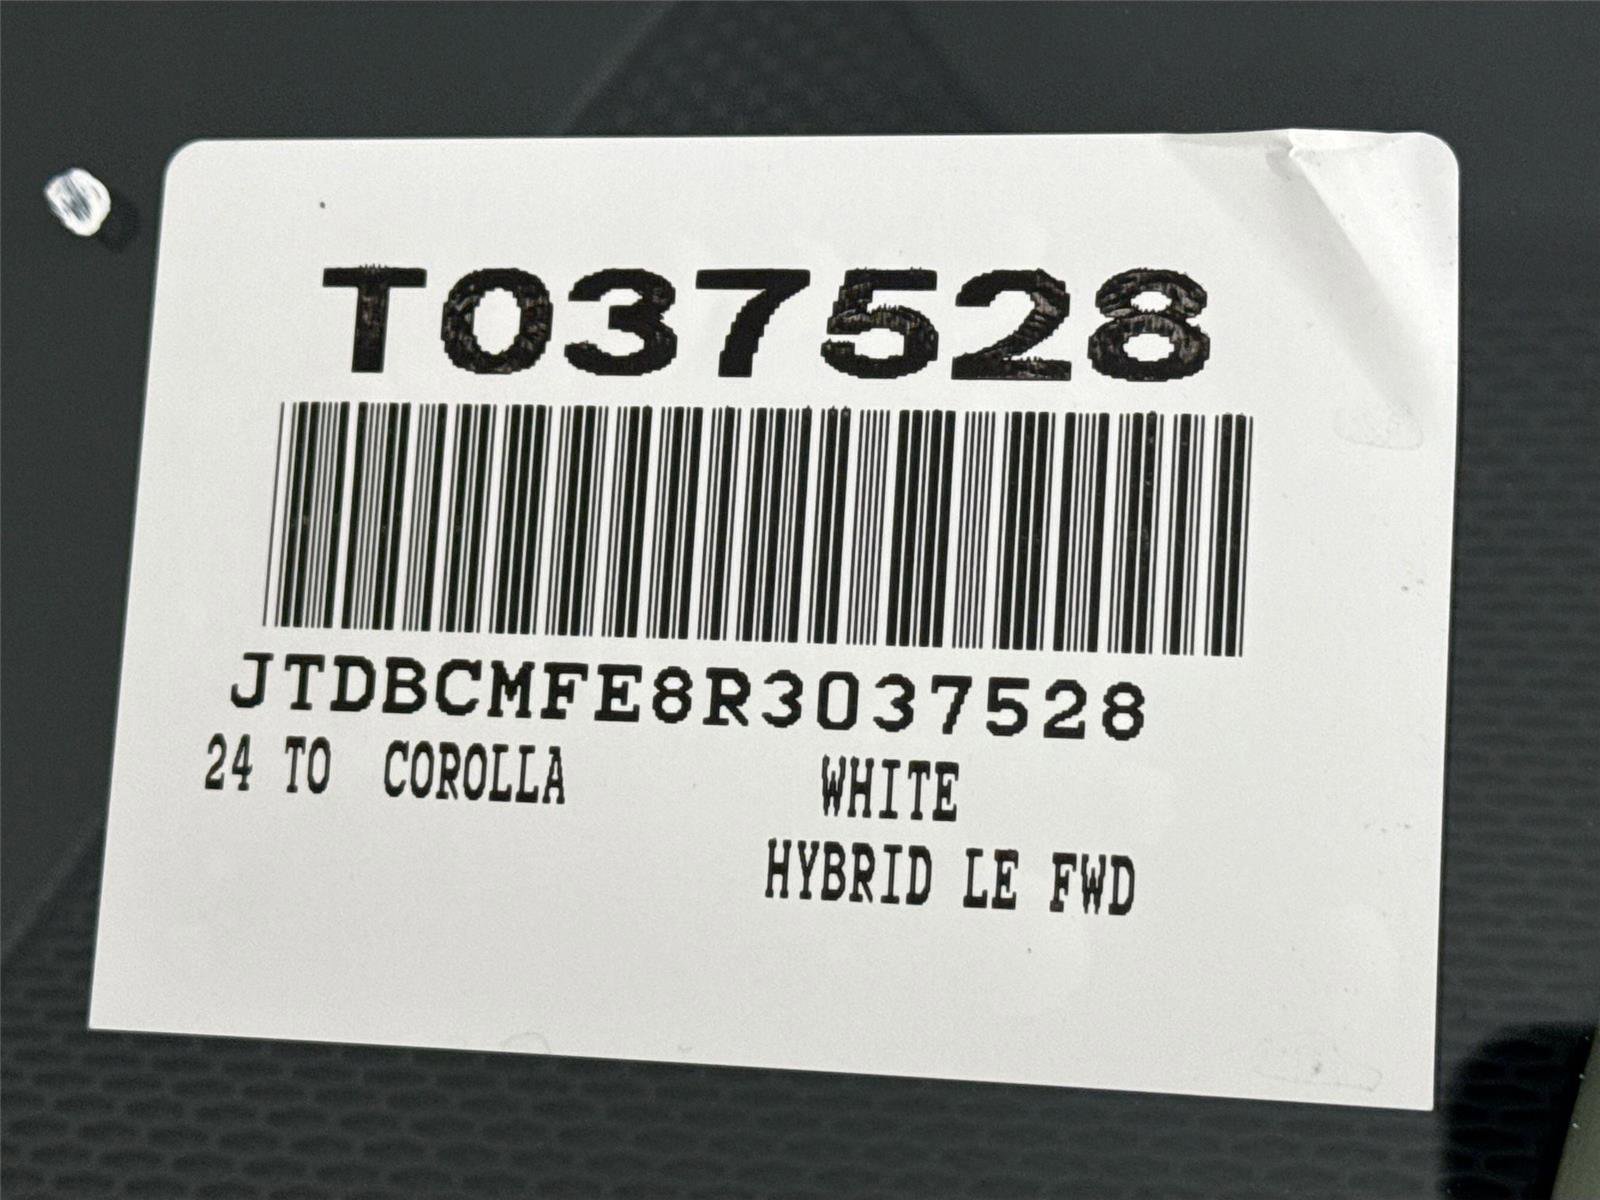 T037528
JTDBCMFE8R3037528
24 TO COROLLA WHITE
HYBRID LE FWD